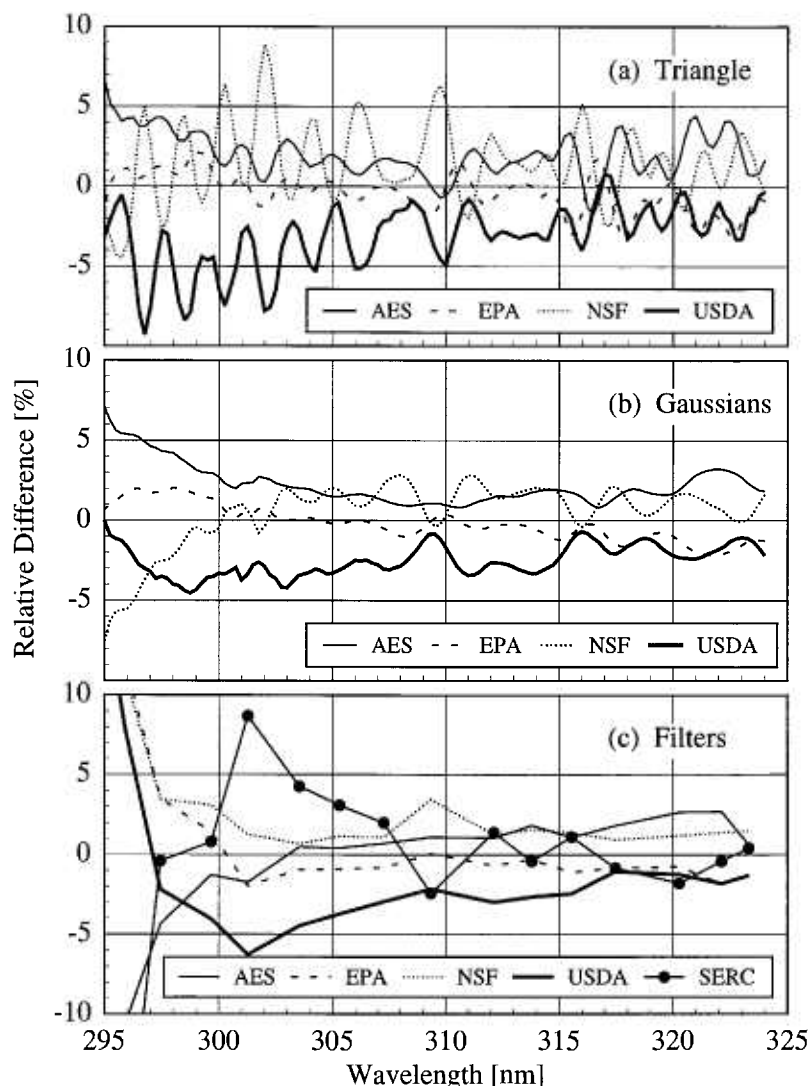 10
(a) Triangle
5
0
-5
AES EPA NSF USDA
10
(b) Gaussians
5
0
-5
AES EPA NSF USDA
Relative Difference [%]
10
(c) Filters
5
0
-5
AES EPA NSF USDA SERC
-10
295 300 305 310 315 320 325
Wavelength [nm]